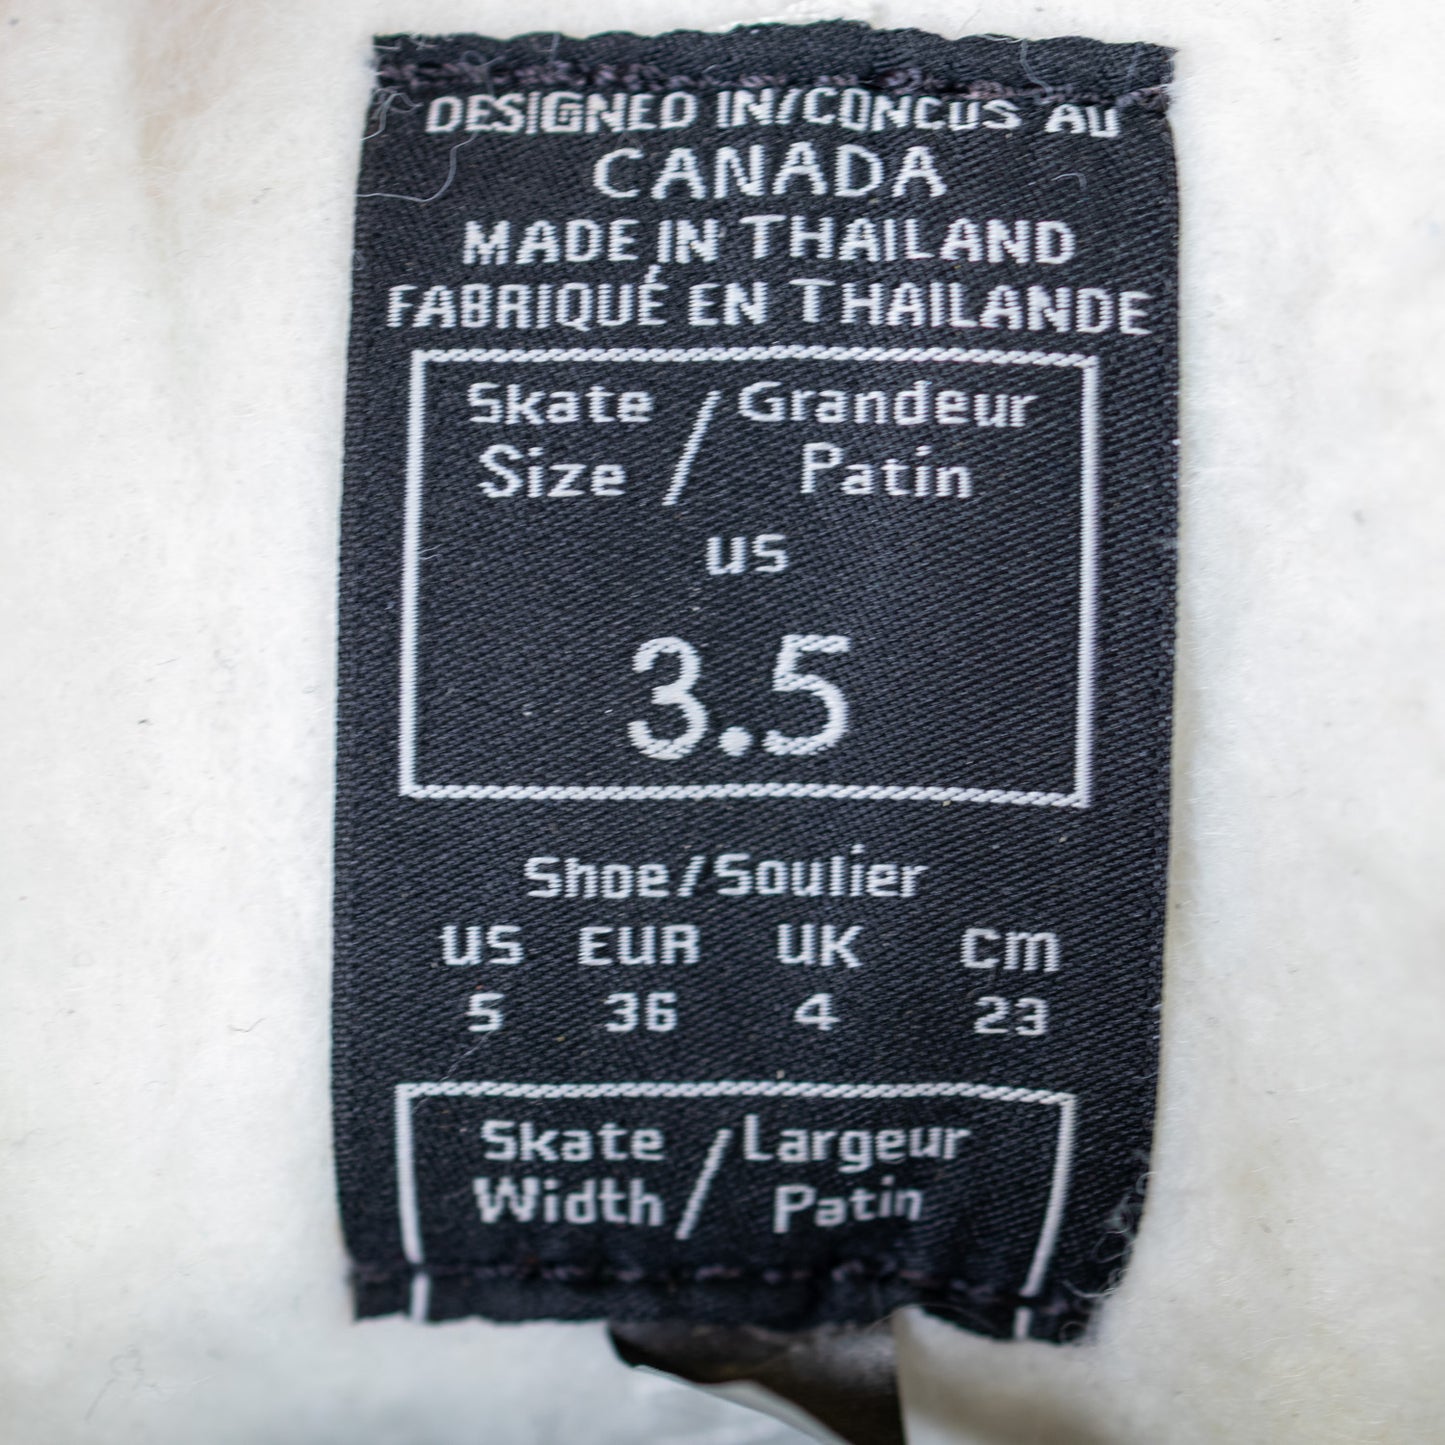 DESIGNED IN/CONCUS AU
CANADA
MADE IN THAILAND
FABRIQUÉ EN THAILANDE
Skate / Grandeur
Size Patin
US
3.5
Shoe/Soulier
US EUR UK cm
5 36 4 23
Skate / Largeur
Width Patin